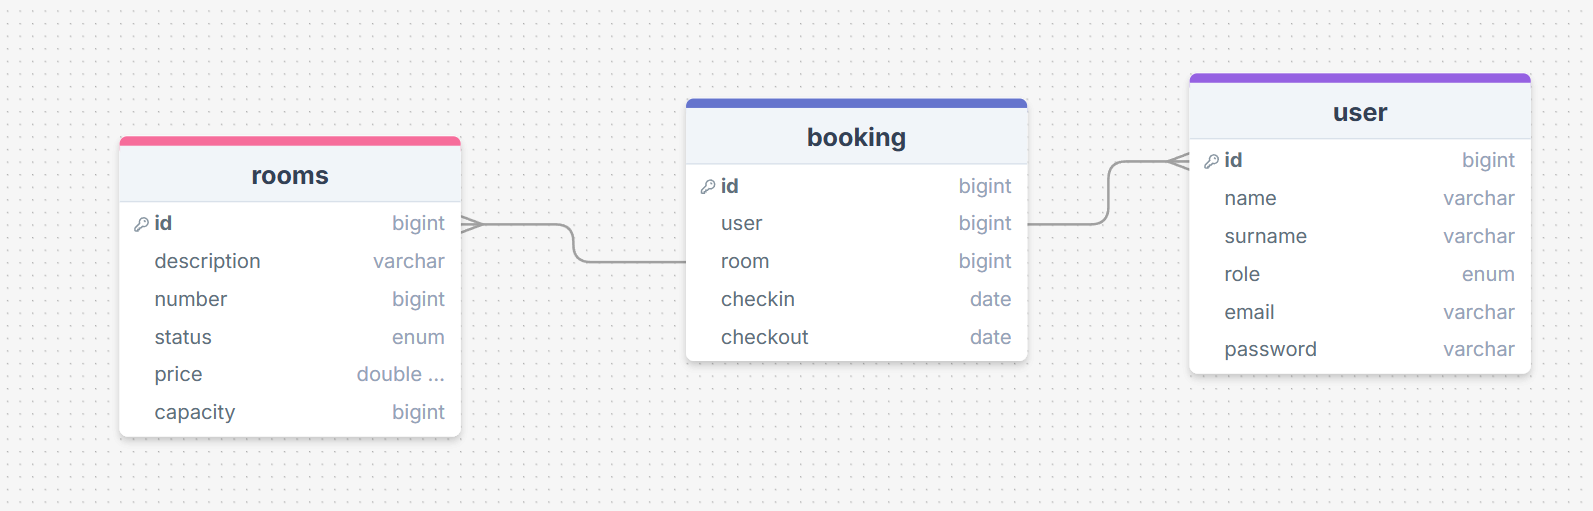 rooms
id bigint
description varchar
number bigint
status enum
price double ...
capacity bigint
booking
id bigint
user bigint
room bigint
checkin date
checkout date
user
id bigint
name varchar
surname varchar
role enum
email varchar
password varchar